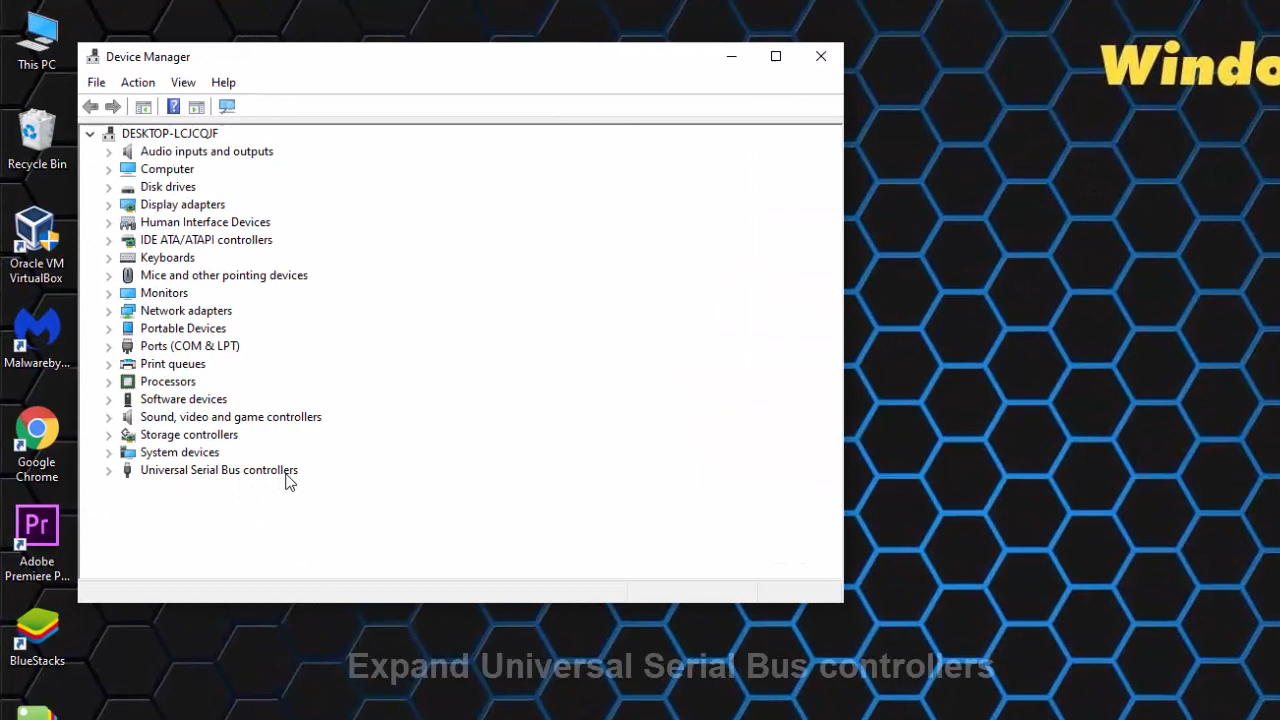 This PC
Recycle Bin
Oracle VM
VirtualBox
Malwareby...
Google
Chrome
Adobe
Premiere P...
BlueStacks
Pr
Device Manager
File Action View Help
DESKTOP-LCJCQJF
Audio inputs and outputs
Computer
Disk drives
Display adapters
Human Interface Devices
IDE ATA/ATAPI controllers
Keyboards
Mice and other pointing devices
Monitors
Network adapters
Portable Devices
Ports (COM & LPT)
Print queues
Processors
Software devices
Sound, video and game controllers
Storage controllers
System devices
Universal Serial Bus controllers
Windo
Expand Universal Serial Bus controllers